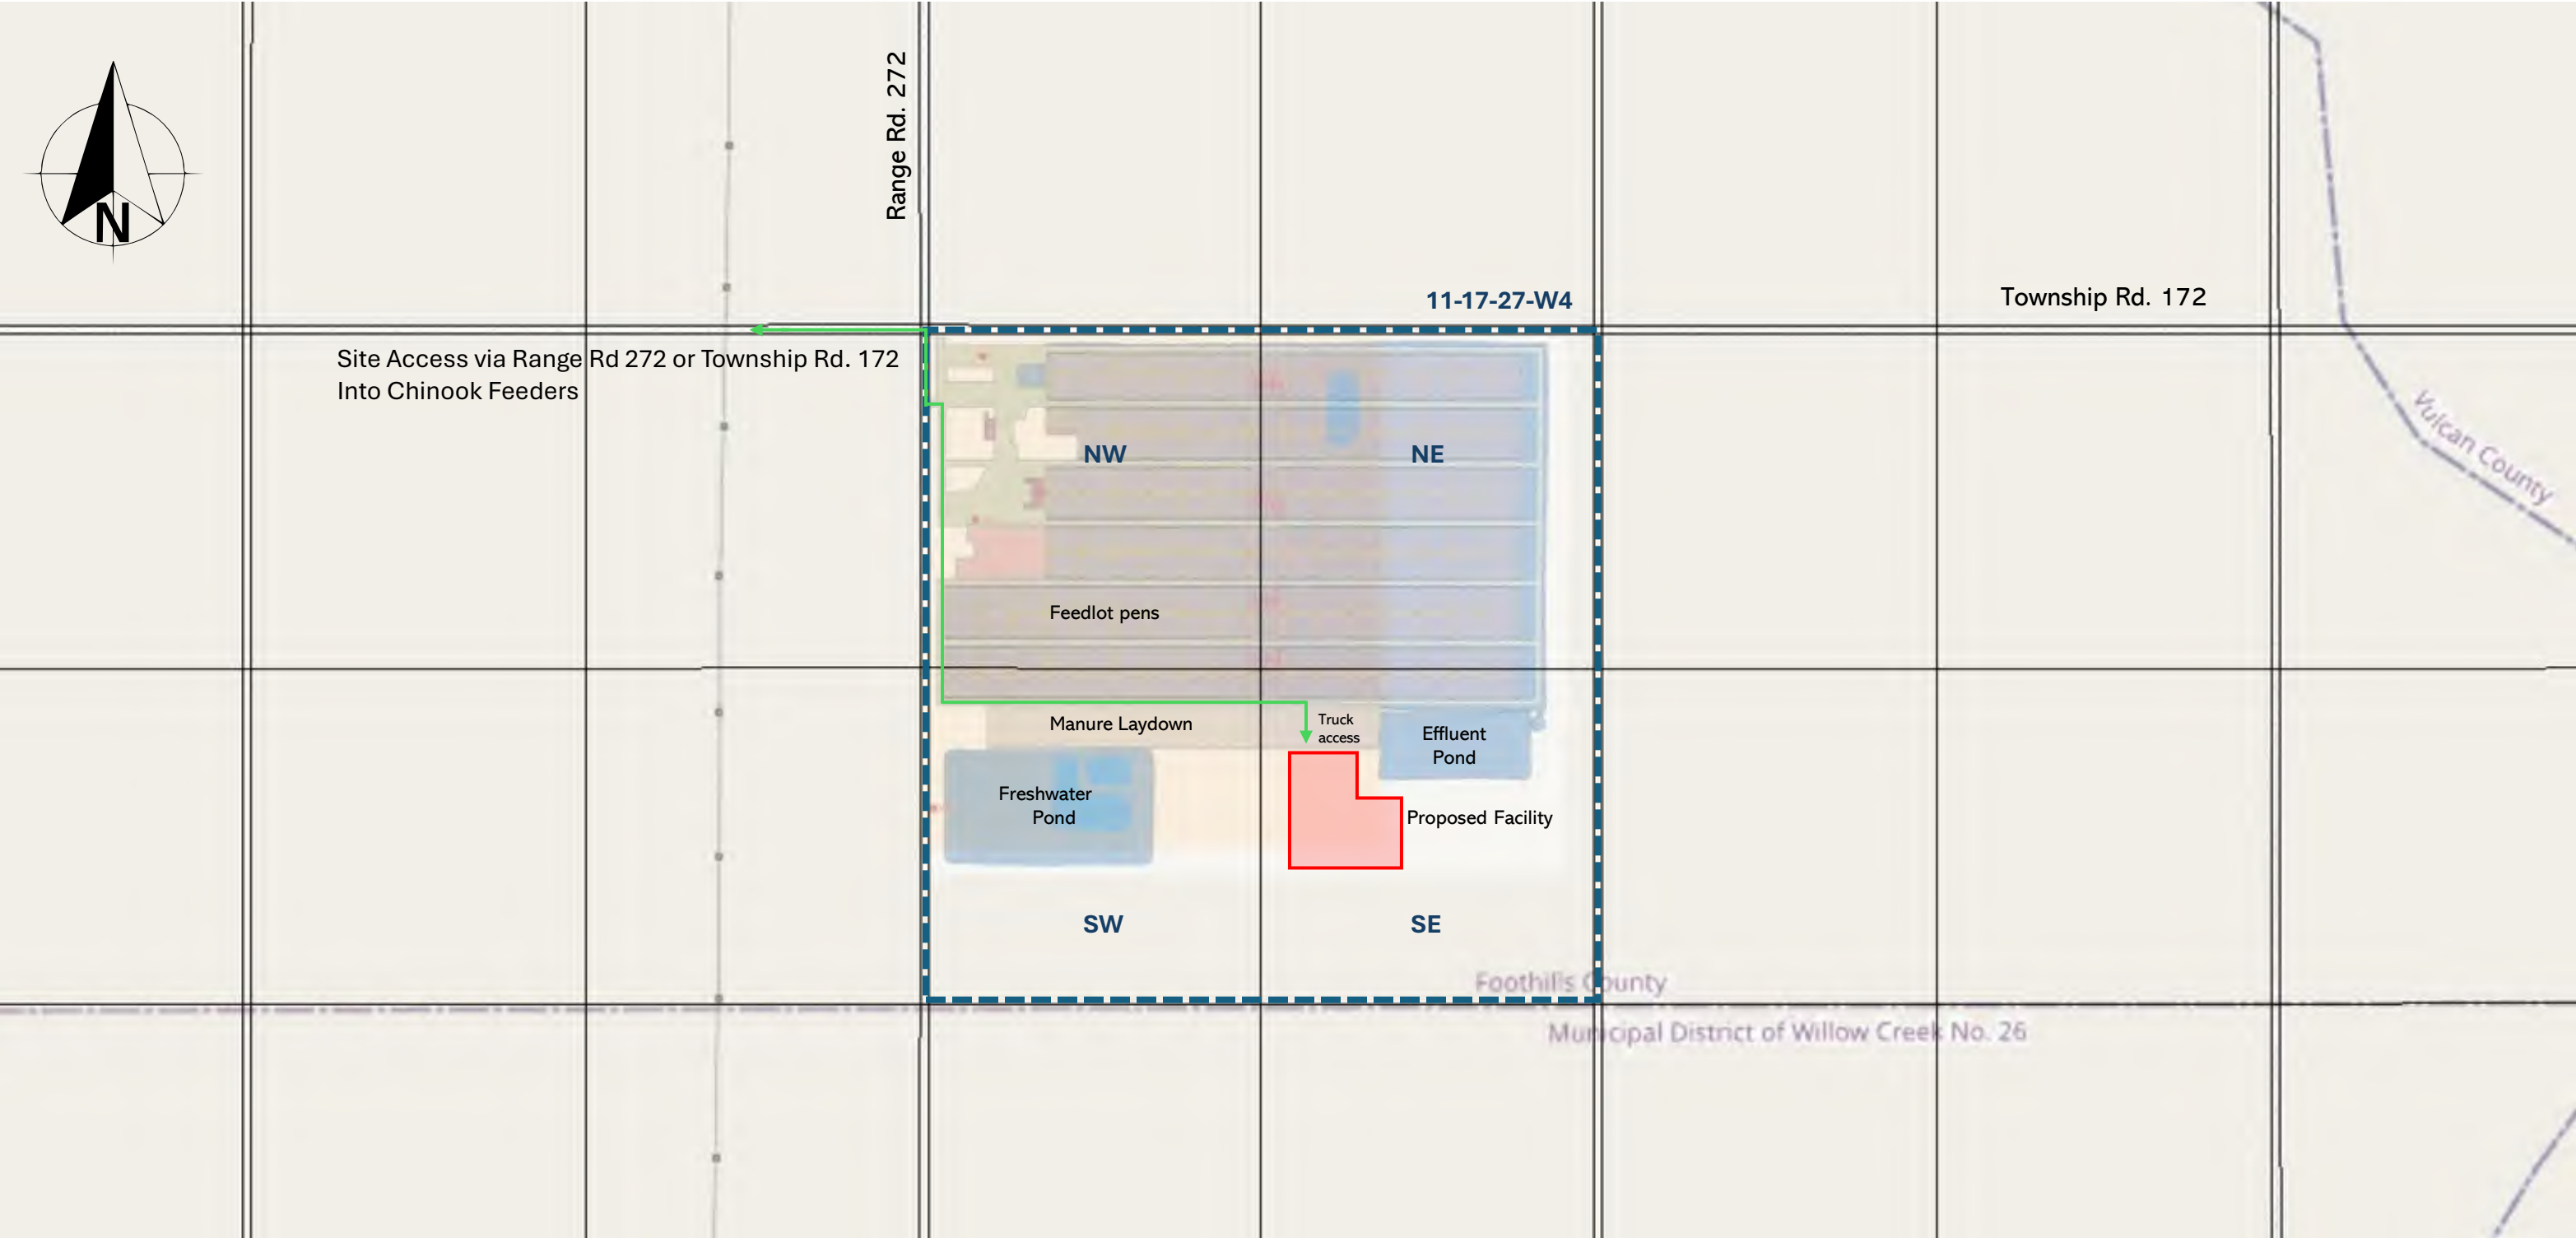 Range Rd. 272
N
11-17-27-W4
Township Rd. 172
Site Access via Range Rd 272 or Township Rd. 172
Into Chinook Feeders
Vulcan County
NW
NE
Feedlot pens
Manure Laydown
Truck
access
Effluent
Pond
Freshwater
Pond
Proposed Facility
SW
SE
Foothills County
Municipal District of Willow Creek No. 26